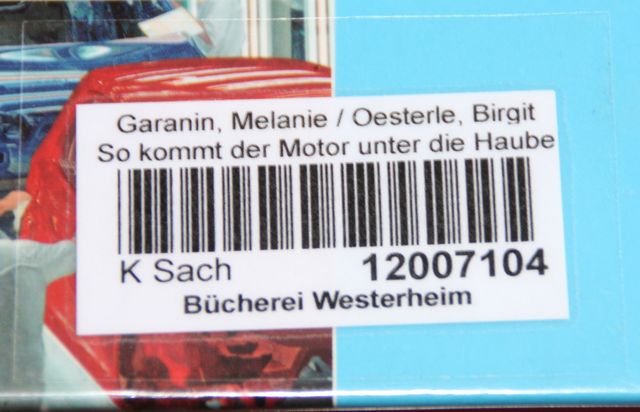 Garanin, Melanie / Oesterle, Birgit
So kommt der Motor unter die Haube
K Sach 12007104
Bücherei Westerheim